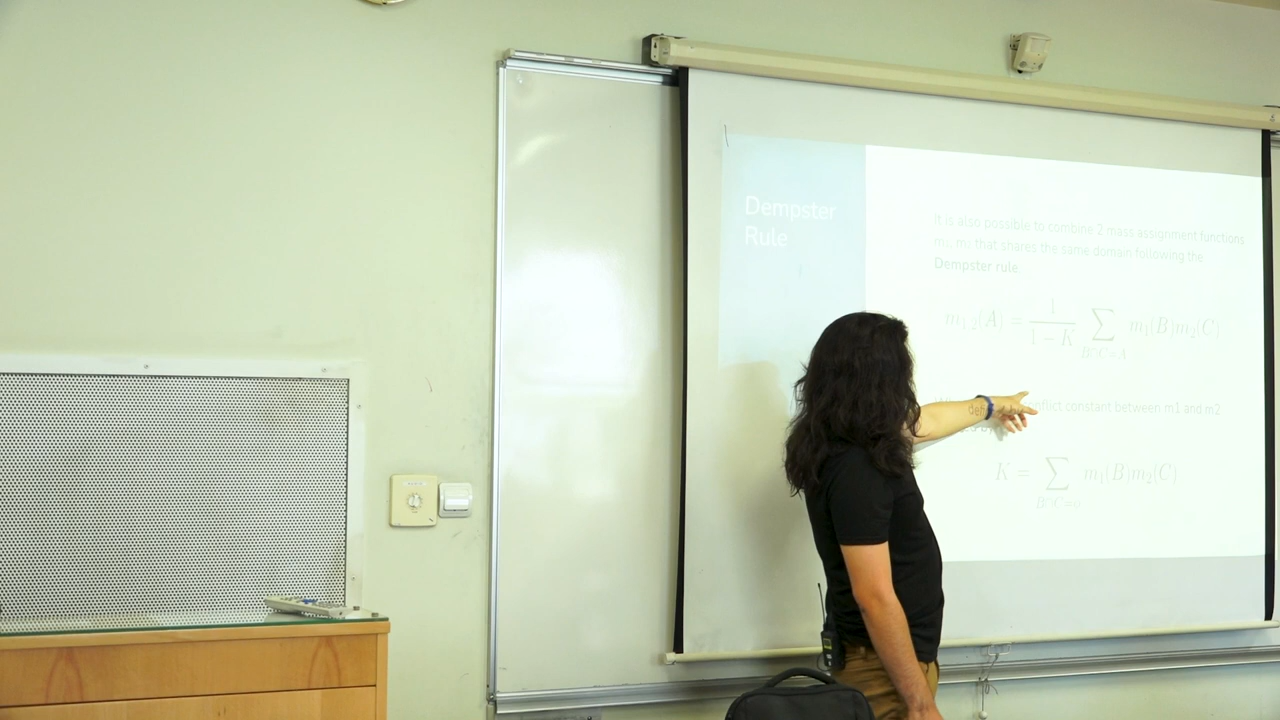 Dempster
Rule
It is also possible to combine 2 mass assignment functions
m₁, m₂ that shares the same domain following the
Dempster rule
m₁,₂(A) = 1/(1 − K) ∑ B∩C=A m₁(B)m₂(C)
conflict constant between m1 and m2
K = ∑ B∩C=∅ m₁(B)m₂(C)